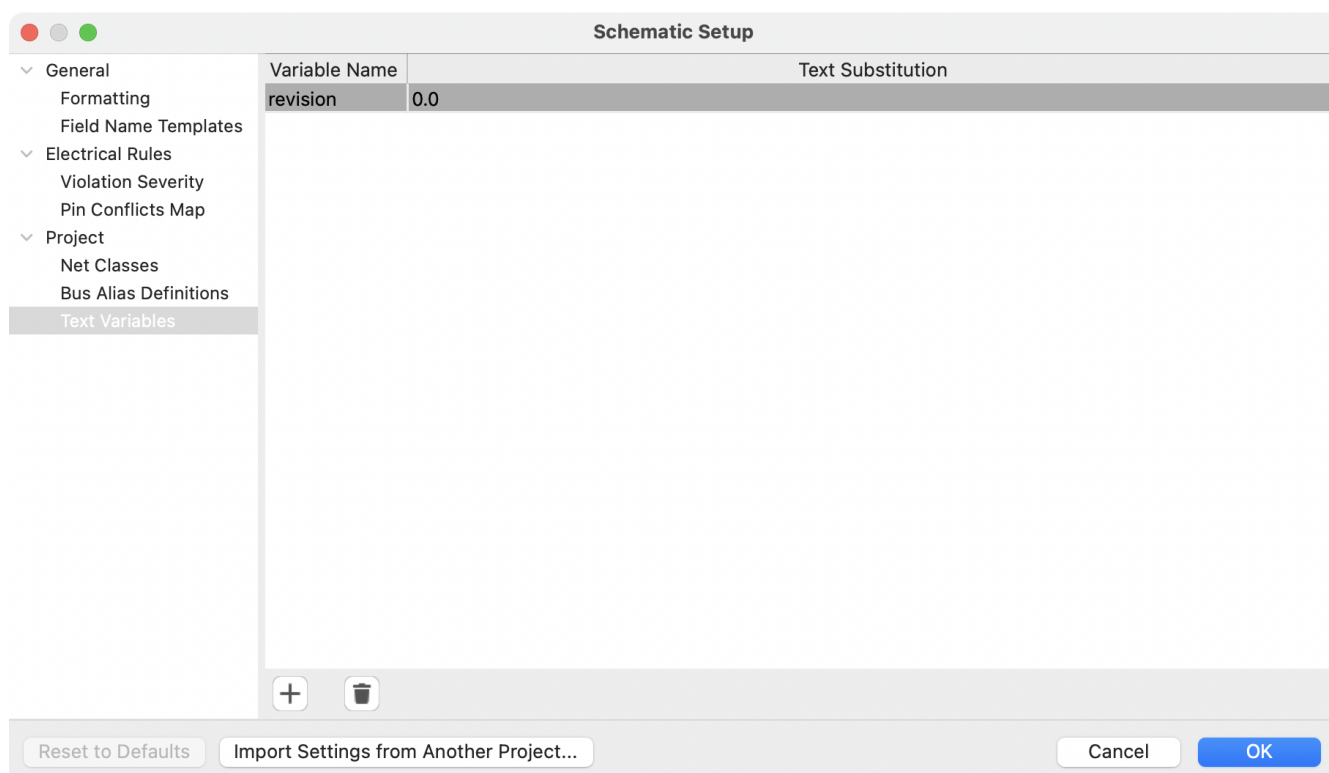 Schematic Setup
General
Formatting
Field Name Templates
Electrical Rules
Violation Severity
Pin Conflicts Map
Project
Net Classes
Bus Alias Definitions
Text Variables
Variable Name Text Substitution
revision 0.0
Reset to Defaults Import Settings from Another Project... Cancel OK